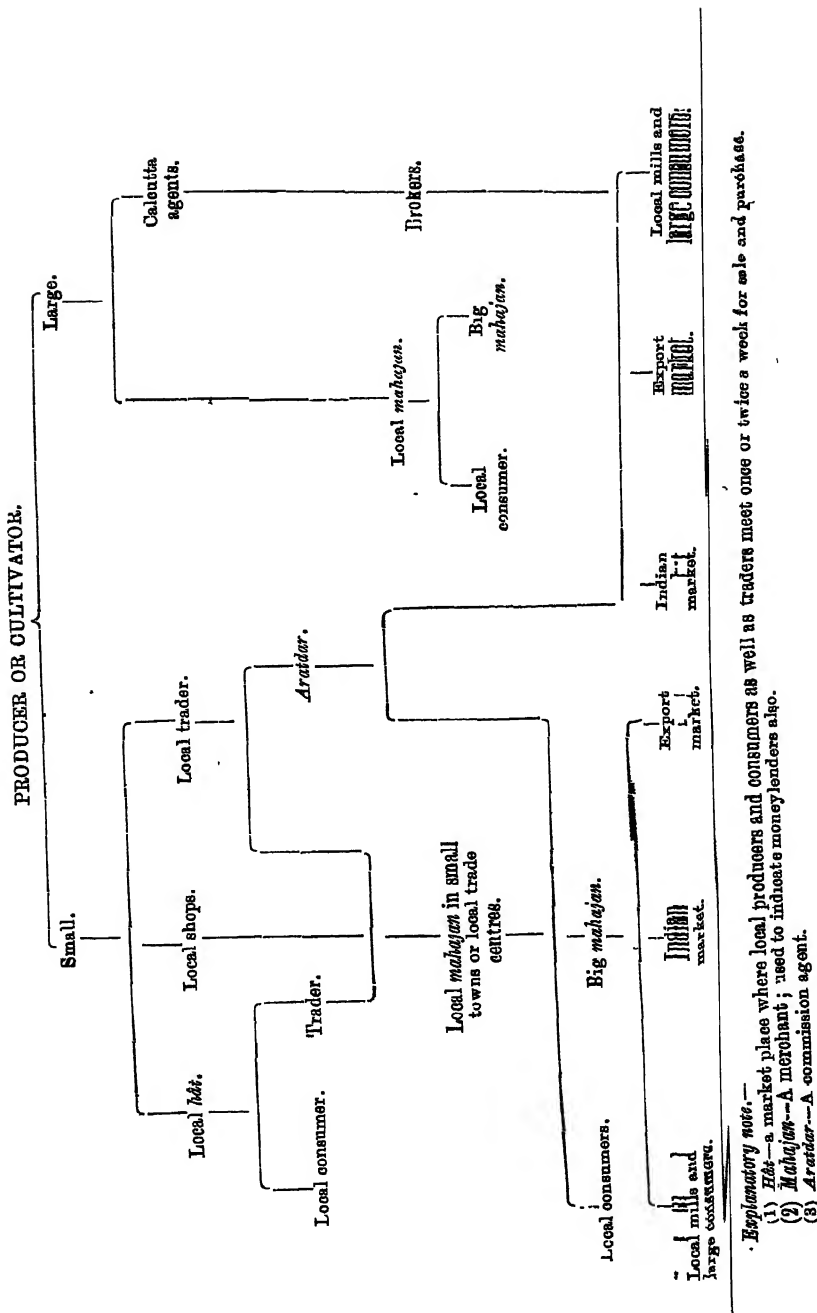 PRODUCER OR CULTIVATOR.
Small.
Large.
Local hât.
Local shops.
Local trader.
Calcutta
agents.
Local consumer.
Trader.
Aratdar.
Local mahajan.
Brokers.
Local mahajan in small
towns or local trade
centres.
Local
consumer.
Big
mahajan.
Local consumers.
Big mahajan.
Local mills and
large consumers.
Indian
market.
Export
market.
Indian
market.
Export
market.
Local mills and
large consumers.
Explanatory note.—
(1) Hât—a market place where local producers and consumers as well as traders meet once or twice a week for sale and purchase.
(2) Mahajan—A merchant; used to indicate moneylenders also.
(3) Aratdar—A commission agent.